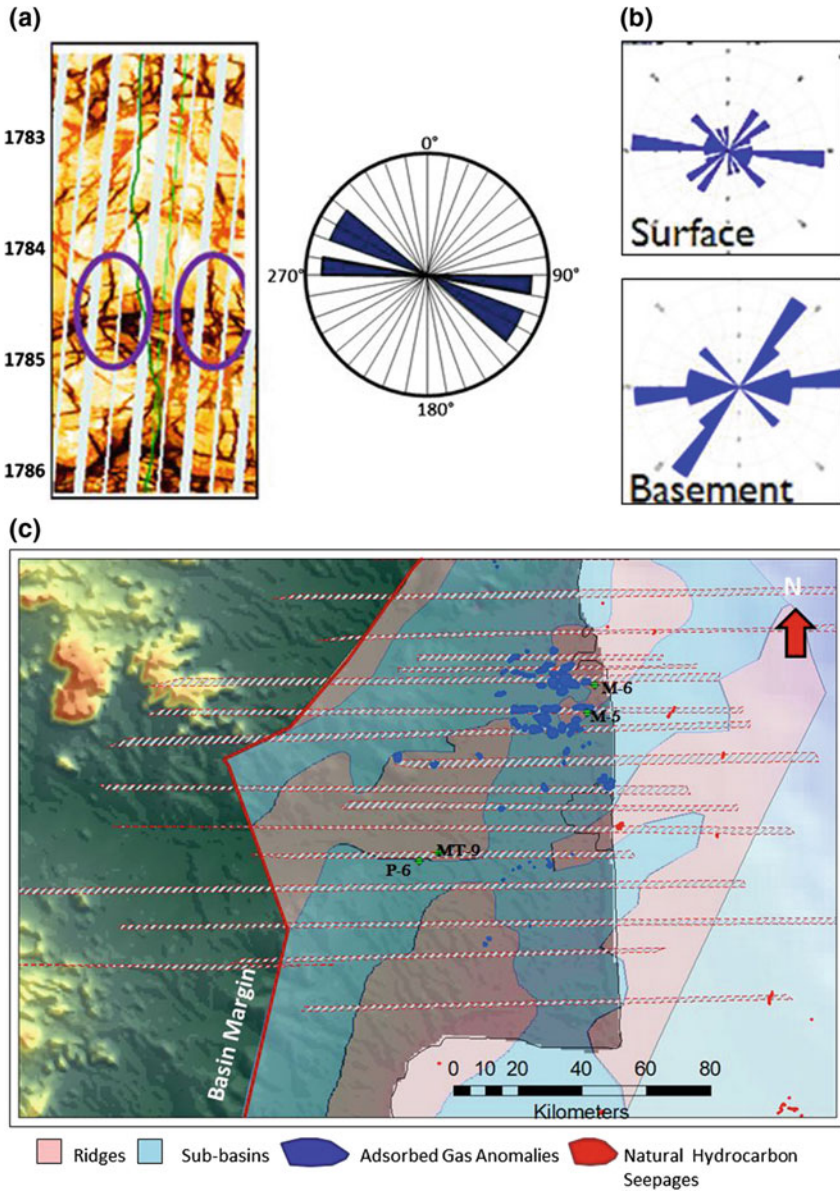 (a)
1783
1784
1785
1786
0°
270°
90°
180°
(b)
Surface
Basement
(c)
N
M-6
M-5
MT-9
P-6
Basin Margin
0 10 20 40 60 80
Kilometers
Ridges
Sub-basins
Adsorbed Gas Anomalies
Natural Hydrocarbon
Seepages